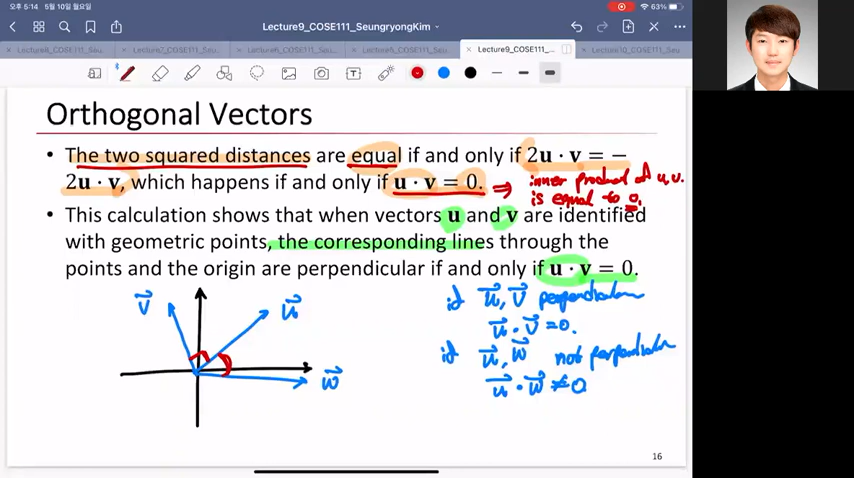 오후 5:14 5월 10일 월요일
63%
Lecture9_COSE111_SeungryongKim
Lecture6_COSE111_Seu...
Lecture7_COSE111_Seu...
Lecture8_COSE111_Seu...
Lecture9_COSE111_...
Lecture10_COSE111_Seu...
Orthogonal Vectors
• The two squared distances are equal if and only if 2u · v = −
2u · v, which happens if and only if u · v = 0.
⇒ inner product of u, v.
is equal to 0.
• This calculation shows that when vectors u and v are identified
with geometric points, the corresponding lines through the
points and the origin are perpendicular if and only if u · v = 0.
v⃗
u⃗
w⃗
if u⃗, v⃗ perpendicular
u⃗ · v⃗ = 0.
if u⃗, w⃗ not perpendicular
u⃗ · w⃗ ≠ 0
16